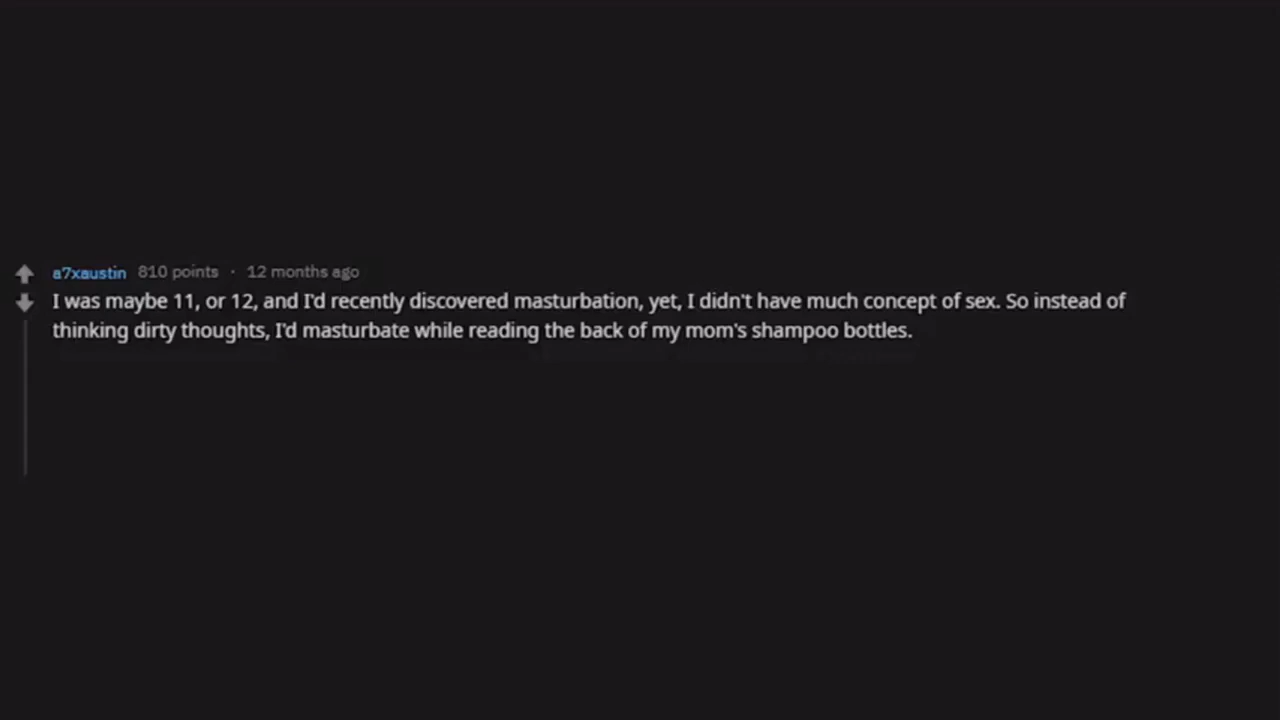 a7xaustin 810 points · 12 months ago
I was maybe 11, or 12, and I'd recently discovered masturbation, yet, I didn't have much concept of sex. So instead of
thinking dirty thoughts, I'd masturbate while reading the back of my mom's shampoo bottles.